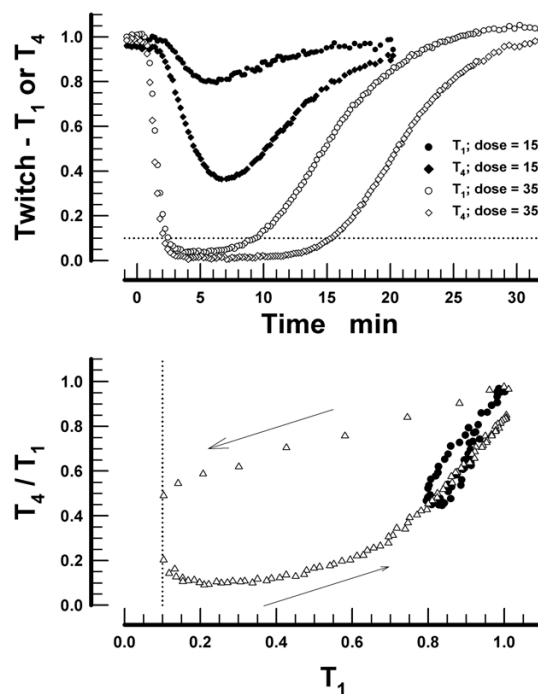 Twitch - T₁ or T₄
1.0
0.8
0.6
0.4
0.2
0.0
T₁; dose = 15
T₄; dose = 15
T₁; dose = 35
T₄; dose = 35
0 5 10 15 20 25 30
Time min
T₄ / T₁
1.0
0.8
0.6
0.4
0.2
0.0
0.0 0.2 0.4 0.6 0.8 1.0
T₁